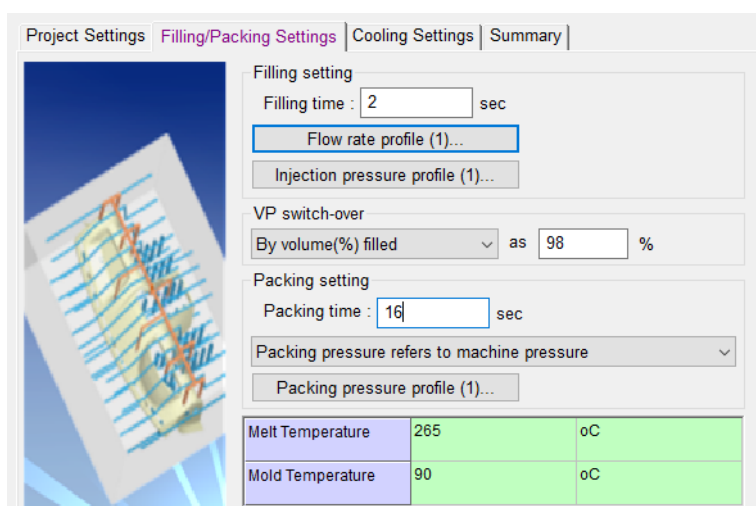 Project Settings Filling/Packing Settings Cooling Settings Summary
Filling setting
Filling time : 2 sec
Flow rate profile (1)...
Injection pressure profile (1)...
VP switch-over
By volume(%) filled as 98 %
Packing setting
Packing time : 16 sec
Packing pressure refers to machine pressure
Packing pressure profile (1)...
Melt Temperature 265 oC
Mold Temperature 90 oC